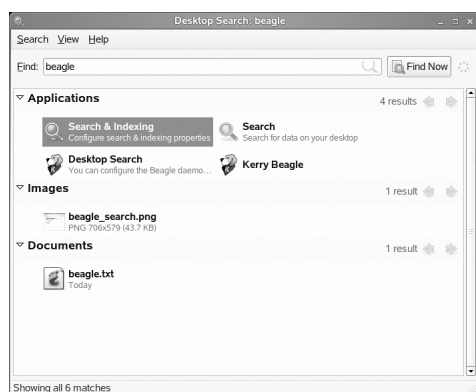 Desktop Search: beagle
Search View Help
Find: beagle Find Now
Applications 4 results
Search & Indexing
Configure search & indexing properties
Search
Search for data on your desktop
Desktop Search
You can configure the Beagle daemo...
Kerry Beagle
Images 1 result
beagle_search.png
PNG 706x579 (43.7 KB)
Documents 1 result
beagle.txt
Today
Showing all 6 matches